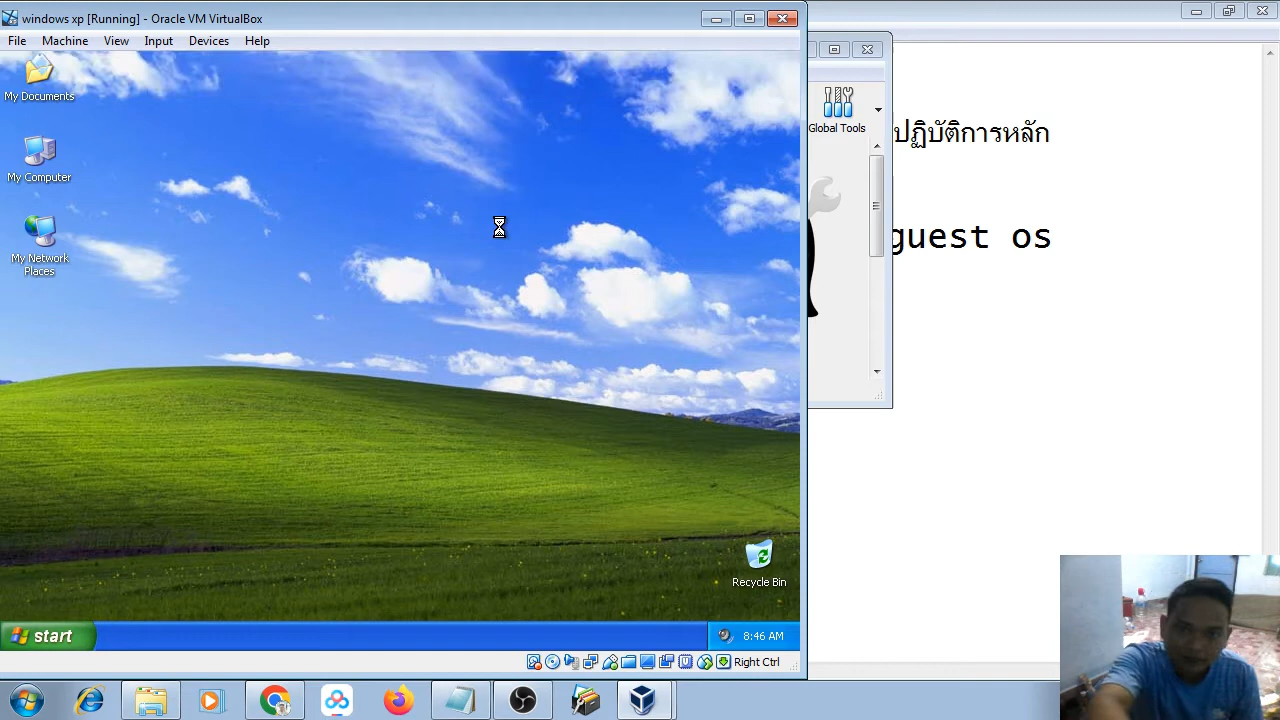 windows xp [Running] - Oracle VM VirtualBox
File Machine View Input Devices Help
My Documents
My Computer
My Network
Places
Recycle Bin
start
8:46 AM
Right Ctrl
Global Tools
ปฏิบัติการหลัก
guest os